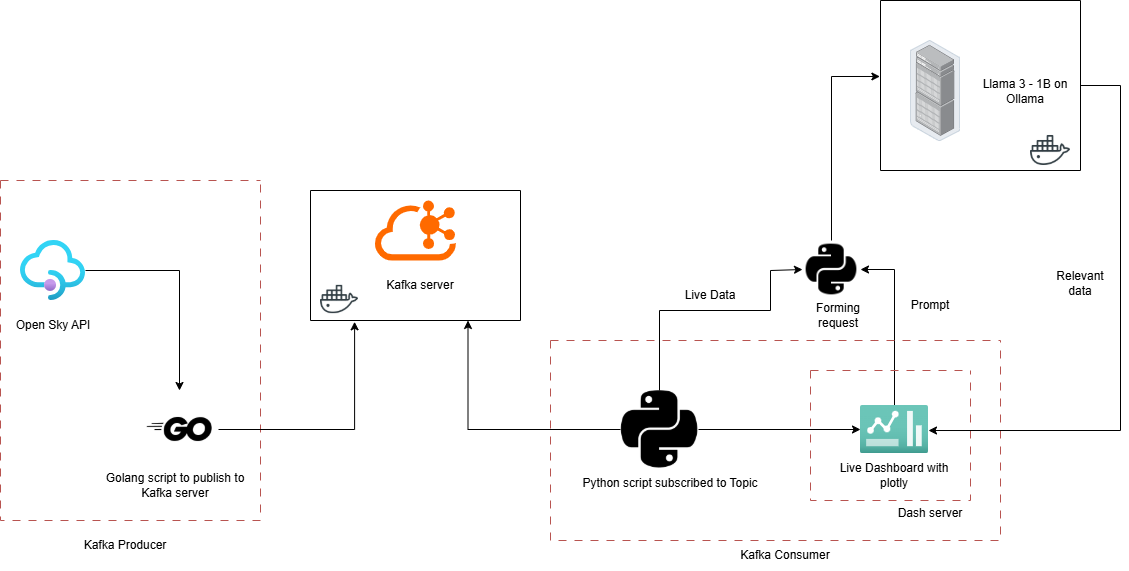 Llama 3 - 1B on
Ollama
Kafka server
Open Sky API
Live Data
Forming
request
Prompt
Relevant
data
GO
Golang script to publish to
Kafka server
Python script subscribed to Topic
Live Dashboard with
plotly
Dash server
Kafka Producer
Kafka Consumer